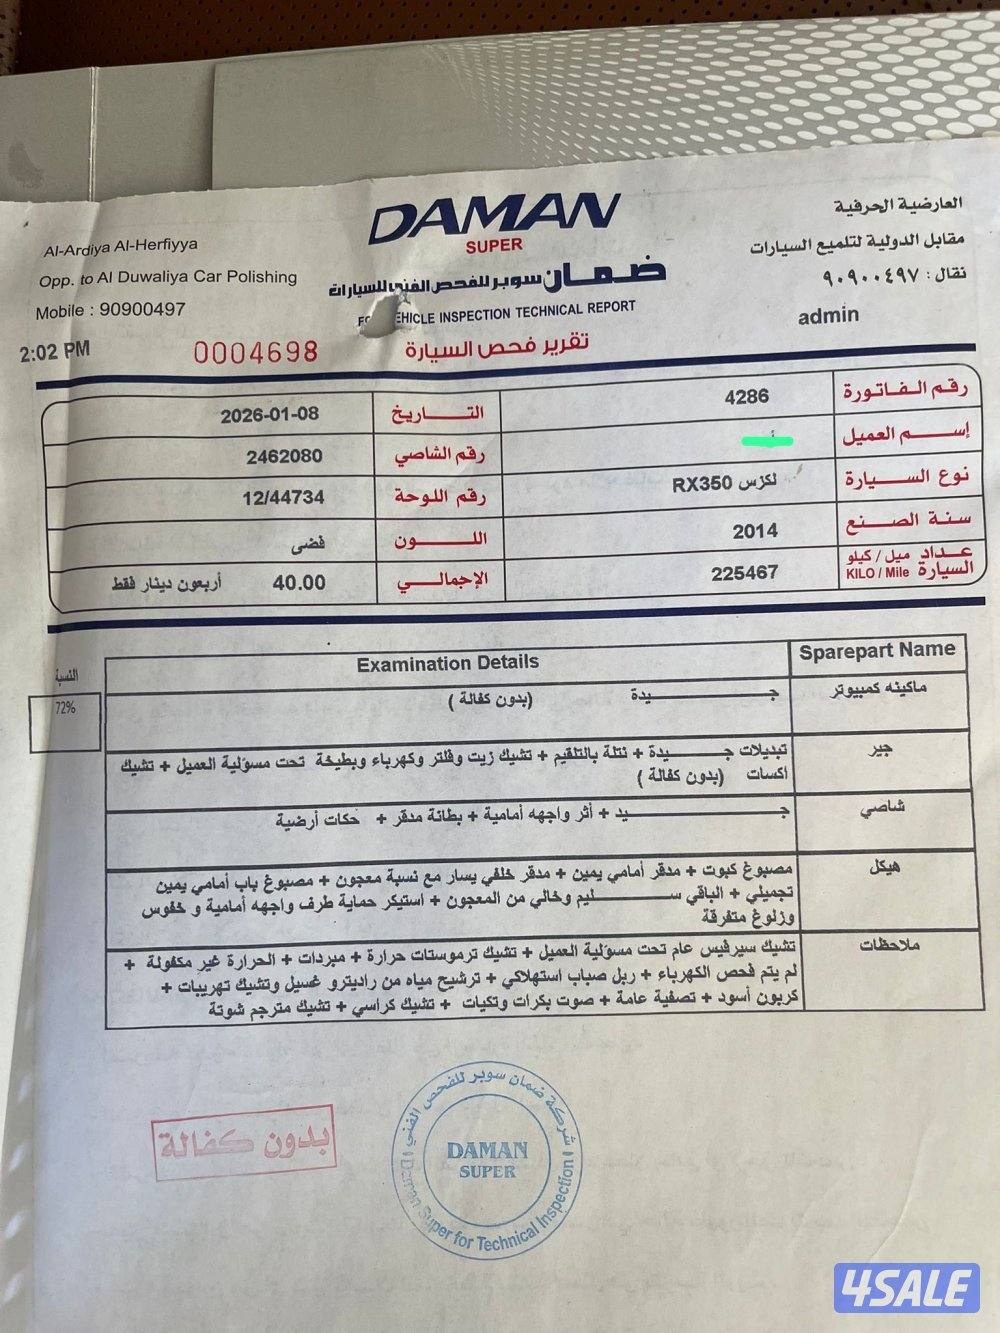 DAMAN
SUPER
ضمان سوبر للفحص الفني للسيارات
VEHICLE INSPECTION TECHNICAL REPORT
تقرير فحص السيارة
Al-Ardiya Al-Herfiyya
Opp. to Al Duwaliya Car Polishing
Mobile : 90900497
2:02 PM
0004698
العارضية الحرفية
مقابل الدولية لتلميع السيارات
نقال : ٩٠٩٠٠٤٩٧
admin
رقم الفاتورة 4286 التاريخ 2026-01-08
إسم العميل رقم الشاصي 2462080
نوع السيارة لكزس RX350 رقم اللوحة 12/44734
سنة الصنع 2014 اللون فضى
عداد ميل / كيلو السيارة KILO / Mile 225467 الإجمالي 40.00 أربعون دينار فقط
Sparepart Name Examination Details النسبة
ماكينه كمبيوتر جيدة (بدون كفالة) 72%
جير تبديلات جيدة + نتلة بالتلقيم + تشيك زيت وفلتر وكهرباء وبطيخة تحت مسؤلية العميل + تشيك
اكسات (بدون كفالة)
شاصي جيد + أثر واجهه أمامية + بطانة مدقر + حكات أرضية
هيكل مصبوغ كبوت + مدقر أمامي يمين + مدقر خلفي يسار مع نسبة معجون + مصبوغ باب أمامي يمين
تجميلي + الباقي سليم وخالي من المعجون + استيكر حماية طرف واجهه أمامية و خفوس
وزلوغ متفرقة
ملاحظات تشيك سيرفيس عام تحت مسؤلية العميل + تشيك ترموستات حرارة + مبردات + الحرارة غير مكفولة +
لم يتم فحص الكهرباء + ربل صباب استهلاكي + ترشيح مياه من راديترو غسيل وتشيك تهريبات +
كربون أسود + تصفية عامة + صوت بكرات وتكيات + تشيك كراسي + تشيك مترجم شوتة
بدون كفالة
شركة ضمان سوبر للفحص الفني
DAMAN
SUPER
Daman Super for Technical Inspection
4SALE